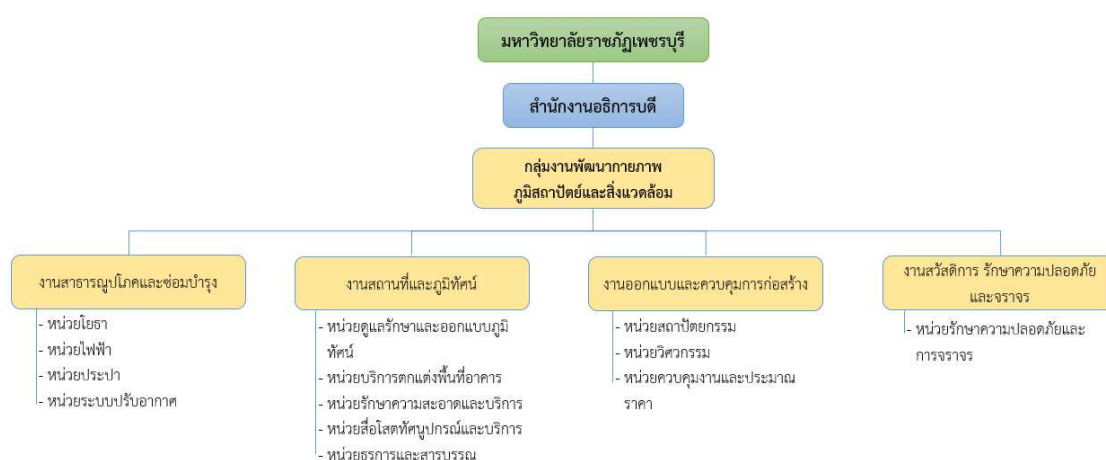 มหาวิทยาลัยราชภัฏเพชรบุรี
สำนักงานอธิการบดี
กลุ่มงานพัฒนากายภาพ
ภูมิสถาปัตย์และสิ่งแวดล้อม
งานสาธารณูปโภคและซ่อมบำรุง
- หน่วยโยธา
- หน่วยไฟฟ้า
- หน่วยประปา
- หน่วยระบบปรับอากาศ
งานสถานที่และภูมิทัศน์
- หน่วยดูแลรักษาและออกแบบภูมิ
ทัศน์
- หน่วยบริการตกแต่งพื้นที่อาคาร
- หน่วยรักษาความสะอาดและบริการ
- หน่วยสื่อโสตทัศนูปกรณ์และบริการ
- หน่วยธุรการและสารบรรณ
งานออกแบบและควบคุมการก่อสร้าง
- หน่วยสถาปัตยกรรม
- หน่วยวิศวกรรม
- หน่วยควบคุมงานและประมาณ
ราคา
งานสวัสดิการ รักษาความปลอดภัย
และจราจร
- หน่วยรักษาความปลอดภัยและ
การจราจร